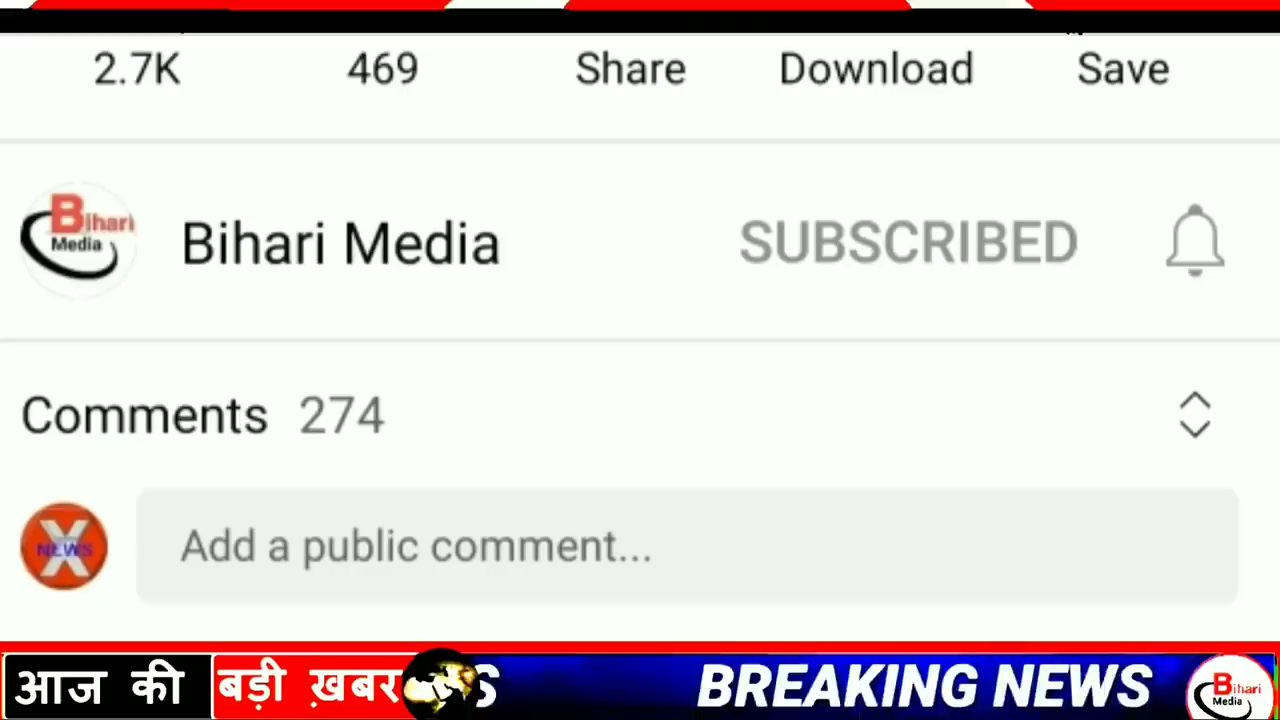 2.7K 469 Share Download Save
Bihari Media
Bihari Media SUBSCRIBED
Comments 274
X NEWS
Add a public comment...
आज की बड़ी ख़बर S BREAKING NEWS
Bihari Media